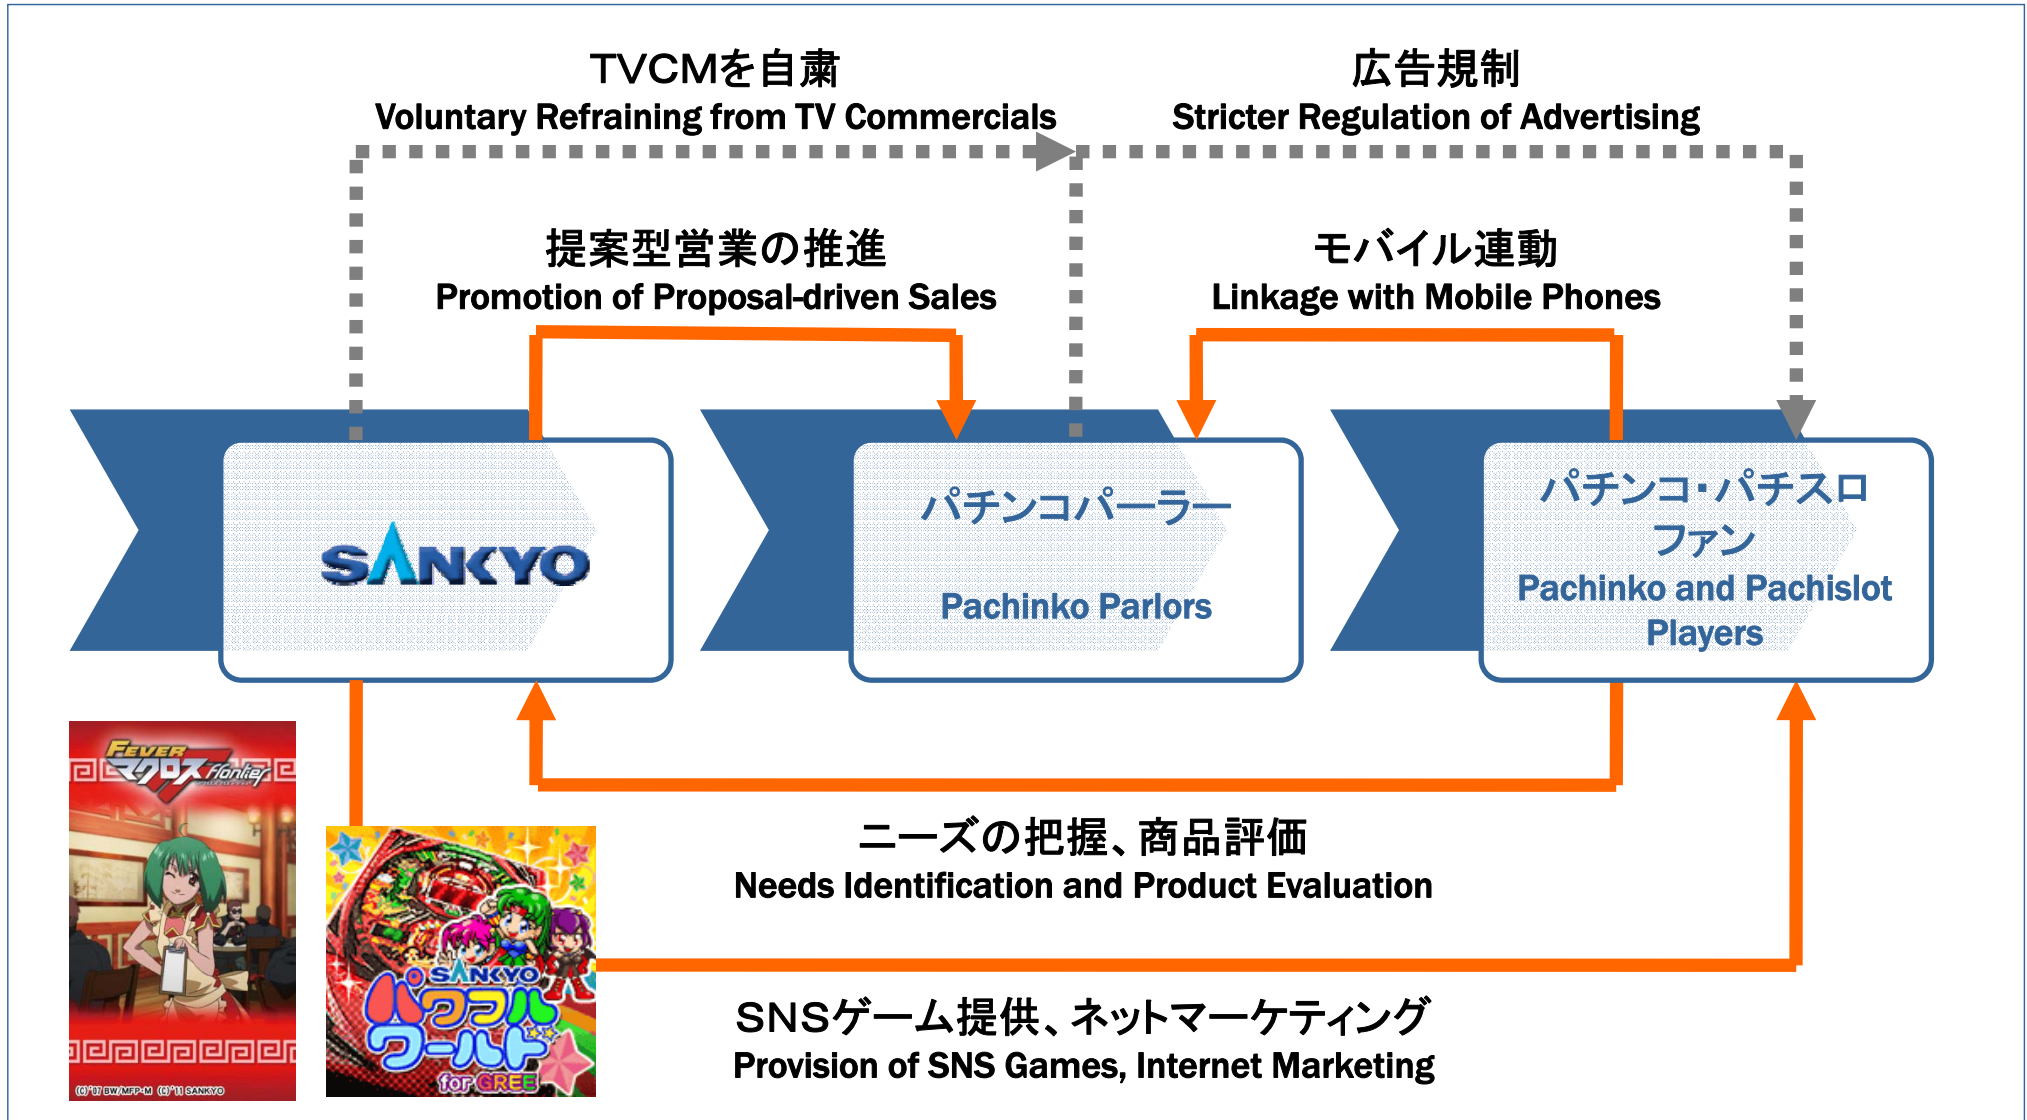 TVCMを自粛
Voluntary Refraining from TV Commercials
広告規制
Stricter Regulation of Advertising
提案型営業の推進
Promotion of Proposal-driven Sales
モバイル連動
Linkage with Mobile Phones
SANKYO
パチンコパーラー
Pachinko Parlors
パチンコ・パチスロ
ファン
Pachinko and Pachislot
Players
FEVER
マクロス Frontier
(C)'07 BW/MFP-M (C)'11 SANKYO
SANKYO
パワフル
ワールド
for GREE
ニーズの把握、商品評価
Needs Identification and Product Evaluation
SNSゲーム提供、ネットマーケティング
Provision of SNS Games, Internet Marketing